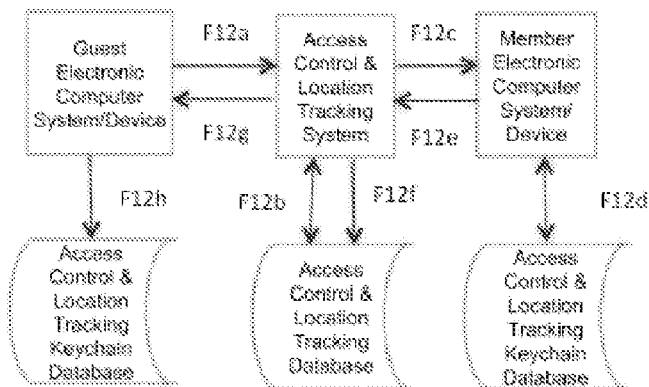 Guest
Electronic
Computer
System/Device
F12a
Access
Control &
Location
Tracking
System
F12c
Member
Electronic
Computer
System/
Device
F12g
F12e
F12h
F12b
F12f
F12d
Access
Control &
Location
Tracking
Keychain
Database
Access
Control &
Location
Tracking
Database
Access
Control &
Location
Tracking
Keychain
Database